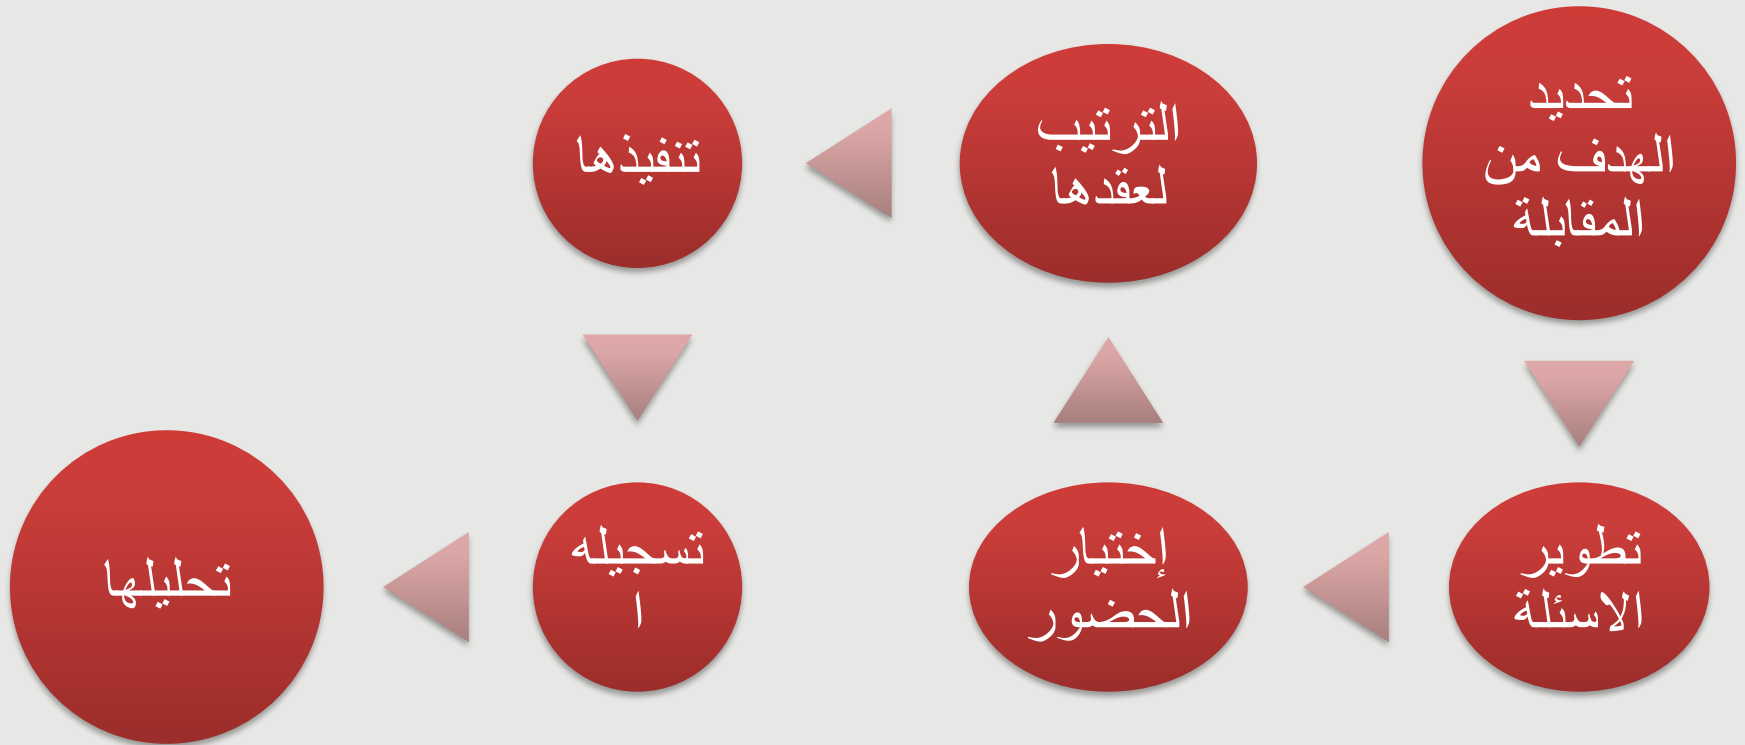 تحديد
الهدف من
المقابلة
تطوير
الاسئلة
إختيار
الحضور
الترتيب
لعقدها
تنفيذها
تسجيله
ا
تحليلها